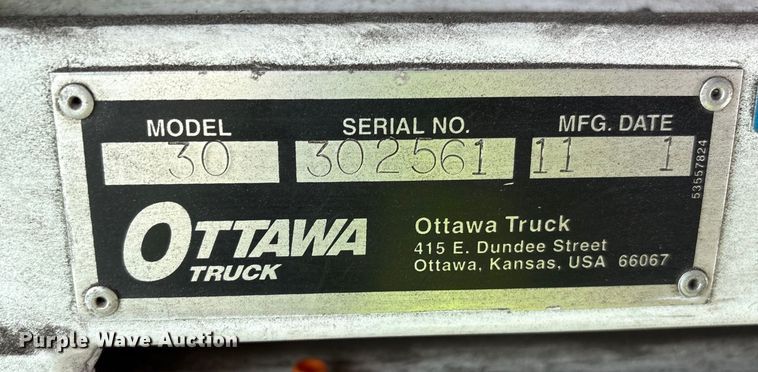 MODEL SERIAL NO. MFG. DATE
30 302561 11 1
53557824
OTTAWA
TRUCK
Ottawa Truck
415 E. Dundee Street
Ottawa, Kansas, USA 66067
Purple Wave Auction